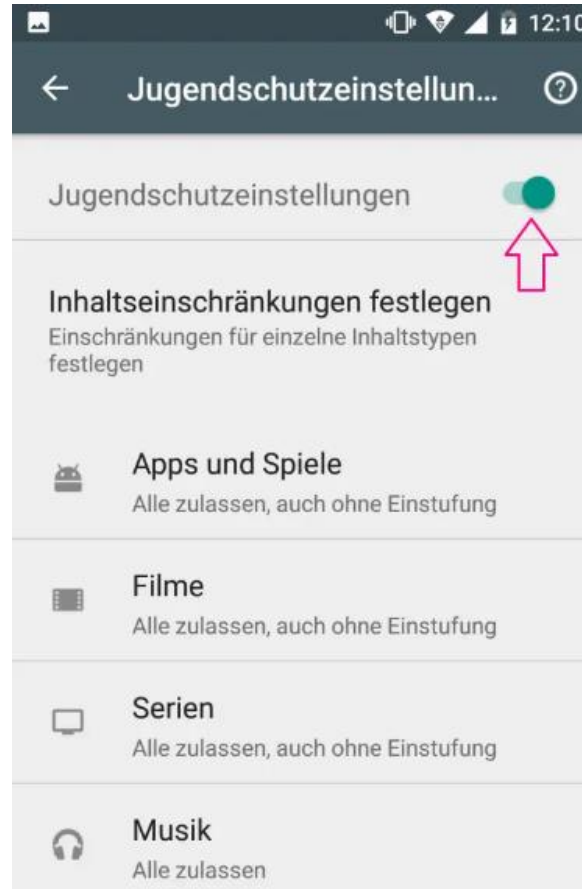 12:10
Jugendschutzeinstellun...
Jugendschutzeinstellungen
Inhaltseinschränkungen festlegen
Einschränkungen für einzelne Inhaltstypen
festlegen
Apps und Spiele
Alle zulassen, auch ohne Einstufung
Filme
Alle zulassen, auch ohne Einstufung
Serien
Alle zulassen, auch ohne Einstufung
Musik
Alle zulassen